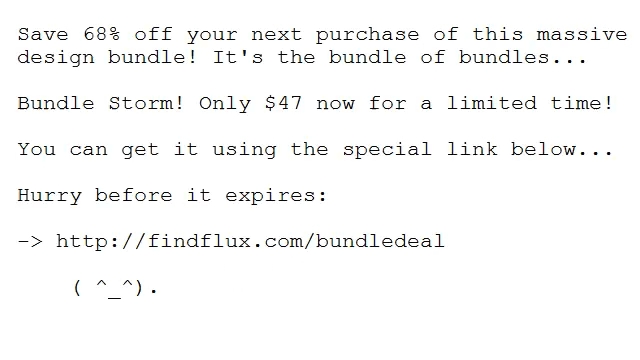 Save 68% off your next purchase of this massive
design bundle! It's the bundle of bundles...
Bundle Storm! Only $47 now for a limited time!
You can get it using the special link below...
Hurry before it expires:
-> http://findflux.com/bundledeal
( ^_^).